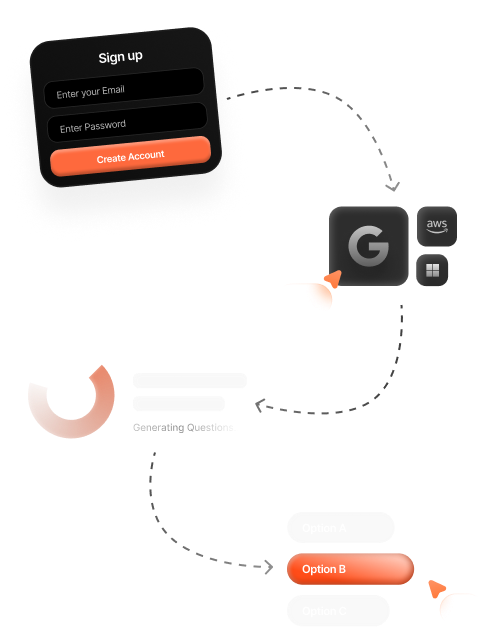 Sign up
Enter your Email
Enter Password
Create Account
G
aws
Generating Questions
Option A
Option B
Option C